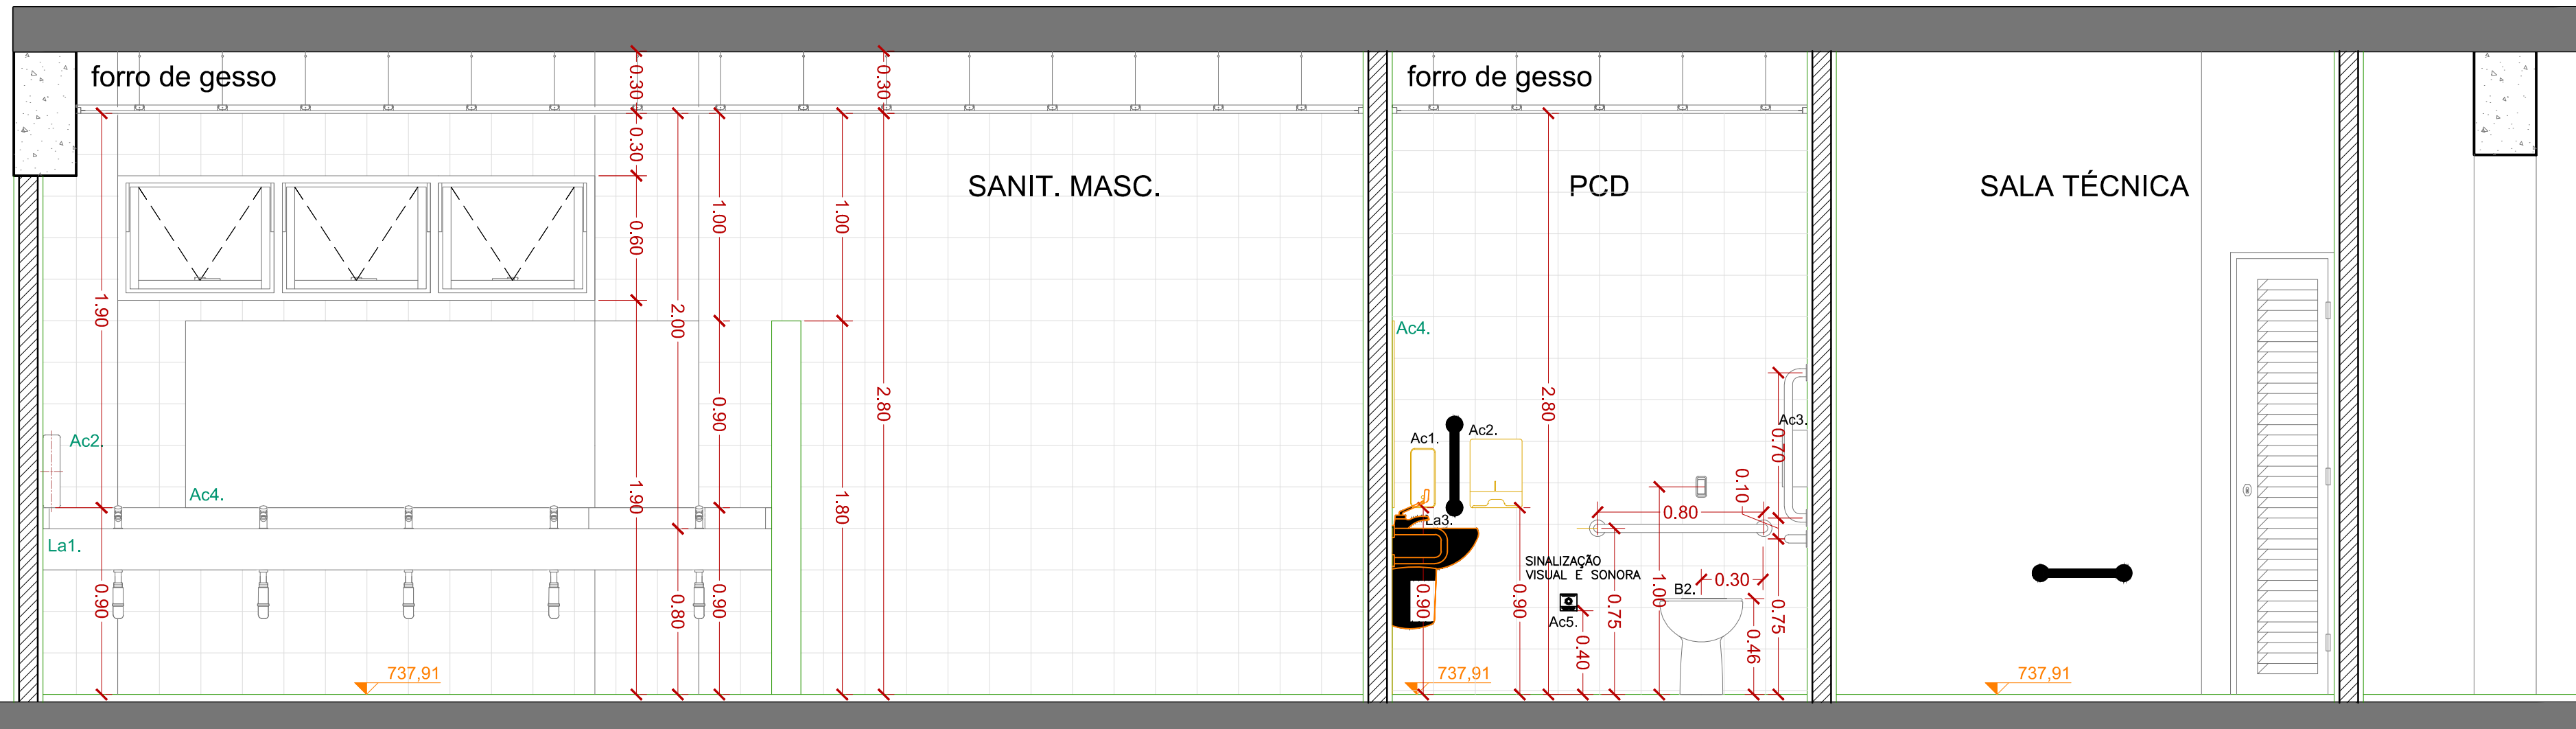 forro de gesso
0.30
0.30
forro de gesso
0.30
SANIT. MASC.
PCD
SALA TÉCNICA
1.00
1.00
0.60
1.90
2.00
Ac4.
0.90
2.80
2.80
Ac3.
Ac2.
Ac1.
Ac2.
0.70
Ac4.
1.90
1.80
0.10
0.80
La3.
La1.
SINALIZAÇÃO
VISUAL E SONORA
0.30
B2.
1.00
0.90
0.80
0.90
0.90
0.90
0.75
0.75
Ac5.
0.40
0.46
737,91
737,91
737,91